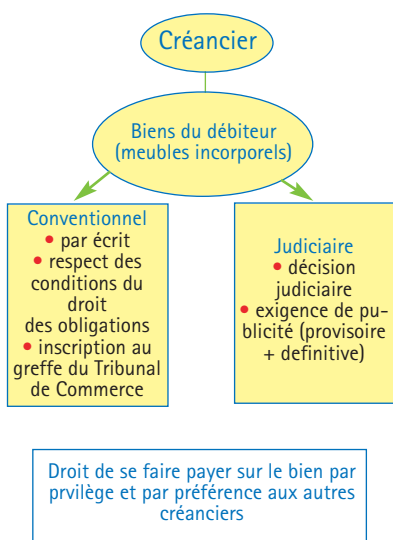 Créancier
Biens du débiteur
(meubles incorporels)
Conventionnel
• par écrit
• respect des
conditions du
droit
des obligations
• inscription au
greffe du Tribunal
de Commerce
Judiciaire
• décision
judiciaire
• exigence de pu-
blicité (provisoire
+ definitive)
Droit de se faire payer sur le bien par
prvilège et par préférence aux autres
créanciers